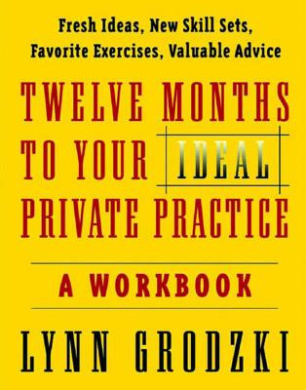 Fresh Ideas, New Skill Sets,
Favorite Exercises, Valuable Advice
TWELVE MONTHS
TO YOUR IDEAL
PRIVATE PRACTICE
A WORKBOOK
LYNN GRODZKI